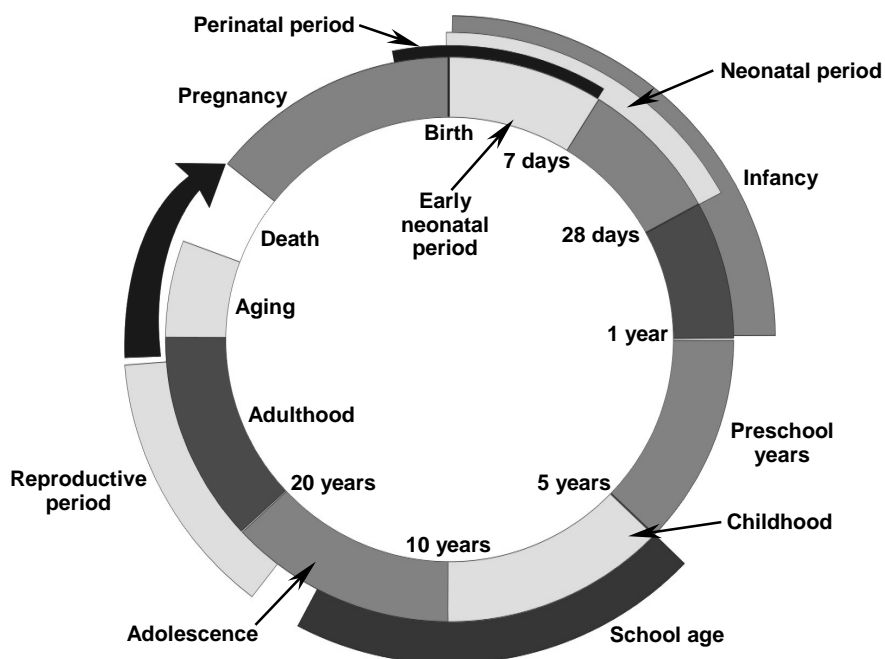 Perinatal period
Neonatal period
Pregnancy
Birth
7 days
Infancy
Early
neonatal
period
28 days
Death
Aging
1 year
Adulthood
Preschool
years
Reproductive
period
20 years
5 years
Childhood
10 years
Adolescence
School age